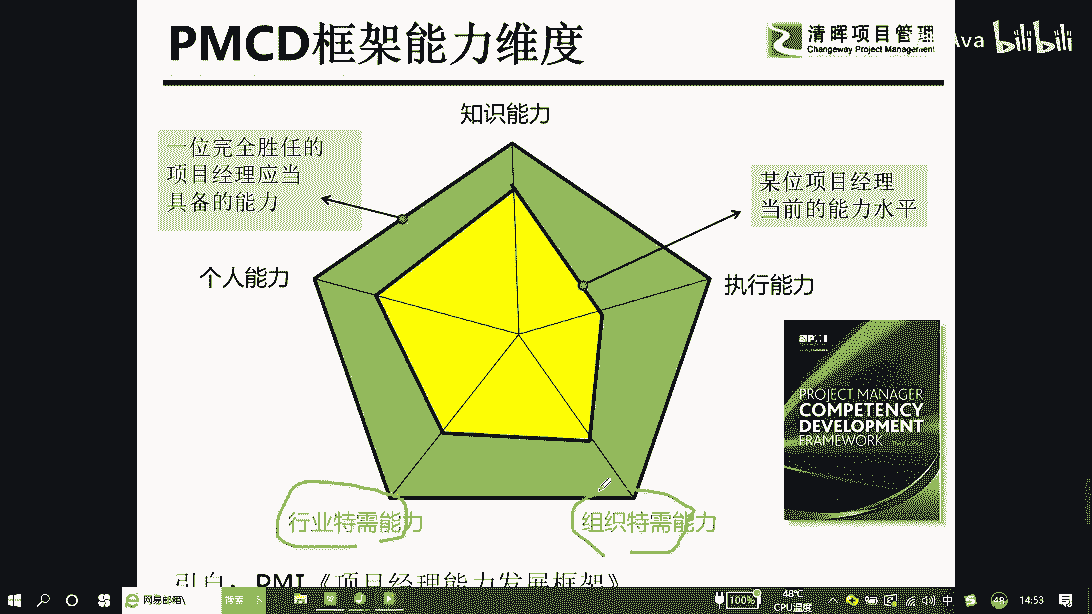 PMCD框架能力维度
清晖项目管理
Changeway Project Management
Ava bilibili
知识能力
一位完全胜任的
项目经理应当
具备的能力
某位项目经理
当前的能力水平
个人能力
执行能力
PMI
PROJECT MANAGER
COMPETENCY
DEVELOPMENT
FRAMEWORK
行业特需能力
组织特需能力
引自：PMI《项目经理能力发展框架》
网易邮箱\
搜索
100%
48℃
CPU温度
中
48
14:53